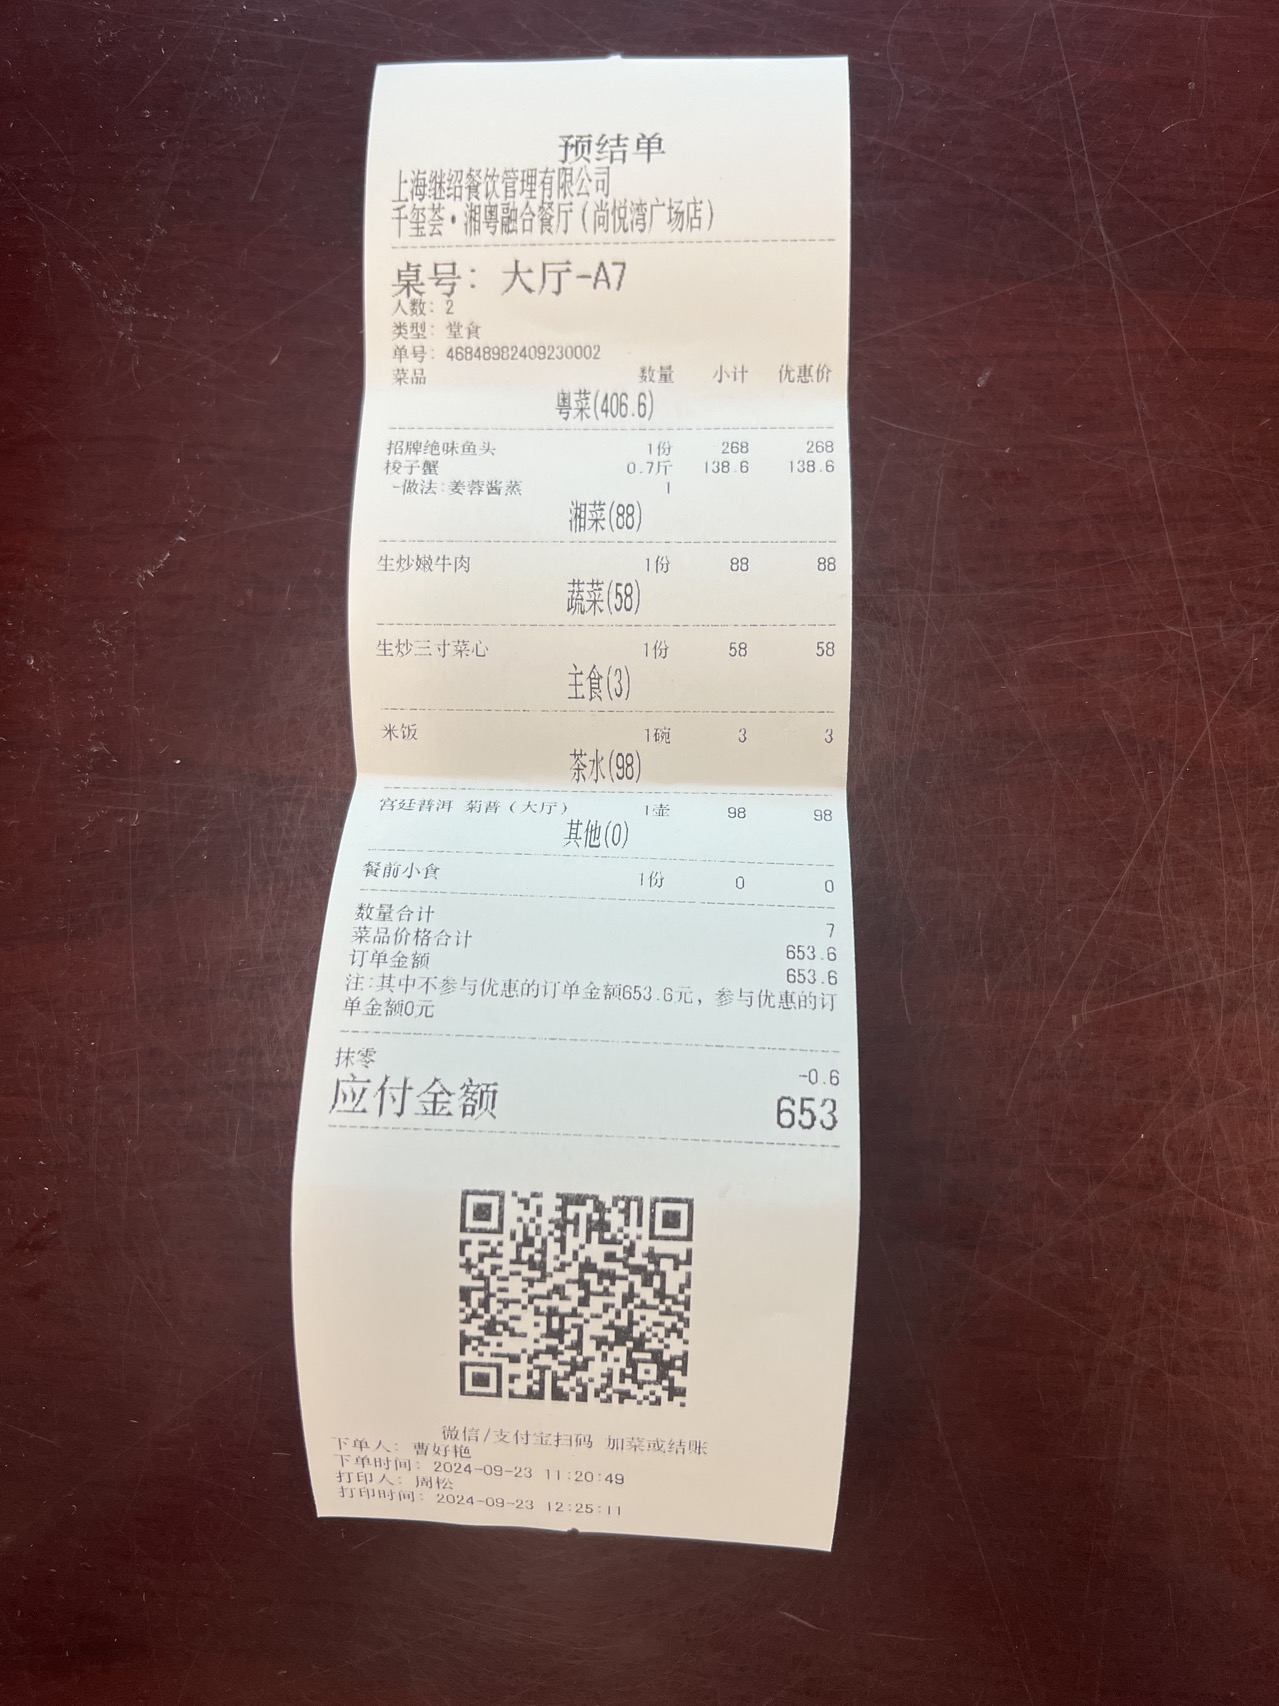 预结单
上海继绍餐饮管理有限公司
千玺荟·湘粤融合餐厅(尚悦湾广场店)
桌号: 大厅-A7
人数: 2
类型: 堂食
单号: 46848982409230002
菜品 数量 小计 优惠价
粤菜(406.6)
招牌绝味鱼头 1份 268 268
梭子蟹 0.7斤 138.6 138.6
-做法:姜蓉酱蒸 1
湘菜(88)
生炒嫩牛肉 1份 88 88
蔬菜(58)
生炒三寸菜心 1份 58 58
主食(3)
米饭 1碗 3 3
茶水(98)
宫廷普洱 菊普(大厅) 1壶 98 98
其他(0)
餐前小食 1份 0 0
数量合计 7
菜品价格合计 653.6
订单金额 653.6
注:其中不参与优惠的订单金额653.6元, 参与优惠的订
单金额0元
抹零 -0.6
应付金额 653
微信/支付宝扫码 加菜或结账
下单人: 曹好艳
下单时间: 2024-09-23 11:20:49
打印人: 周松
打印时间: 2024-09-23 12:25:11